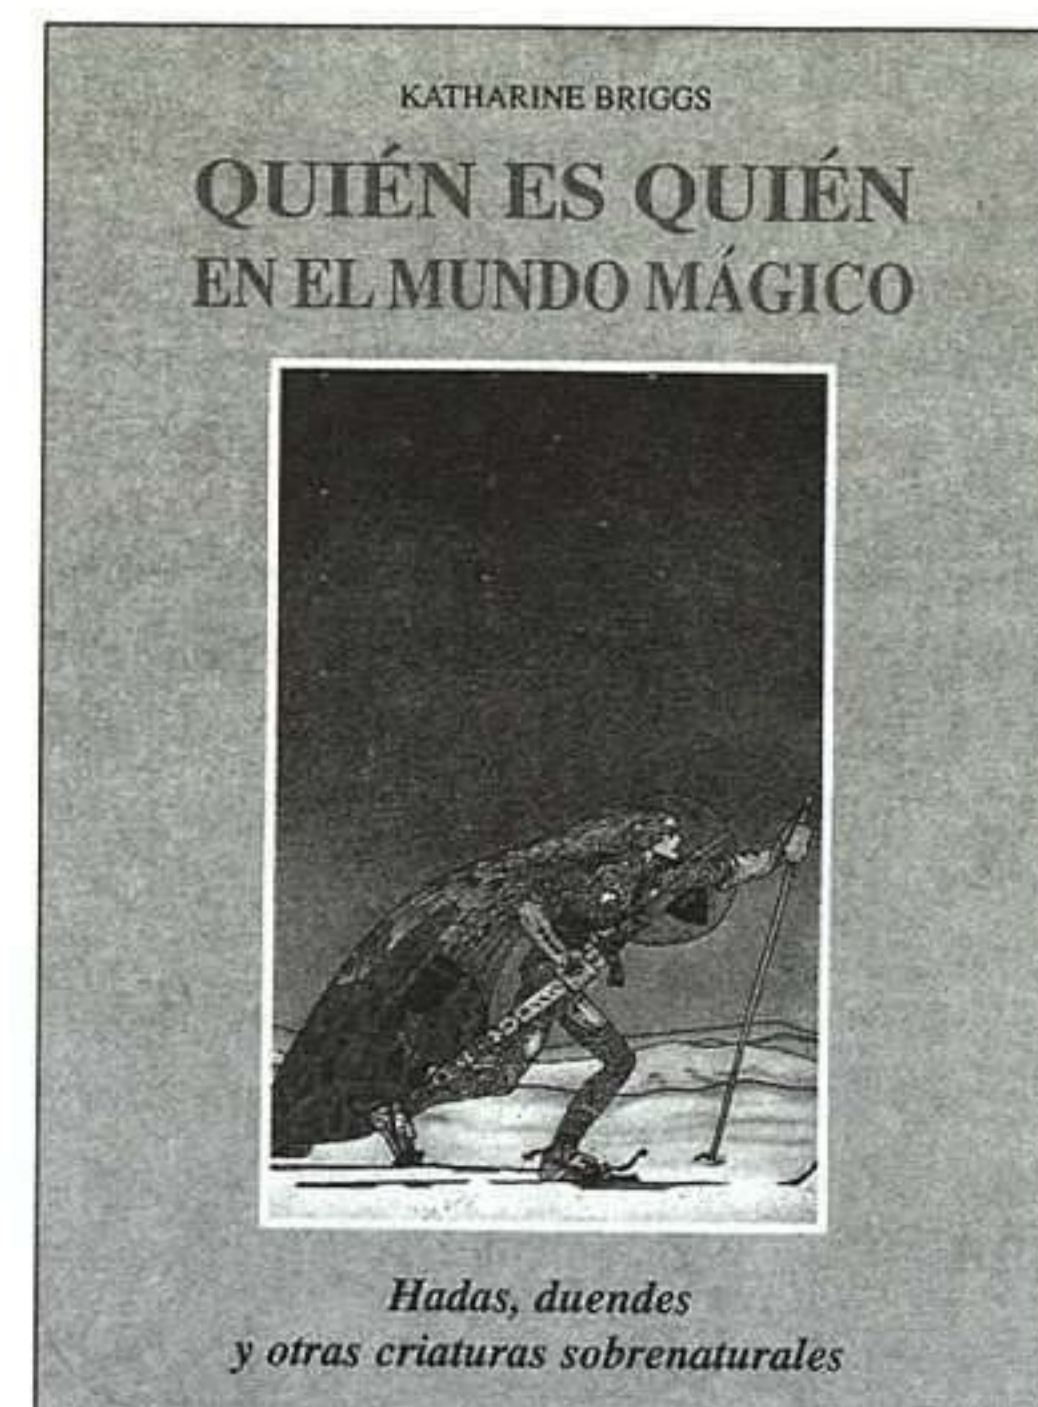 KATHARINE BRIGGS
QUIÉN ES QUIÉN
EN EL MUNDO MÁGICO
Hadas, duendes
y otras criaturas sobrenaturales